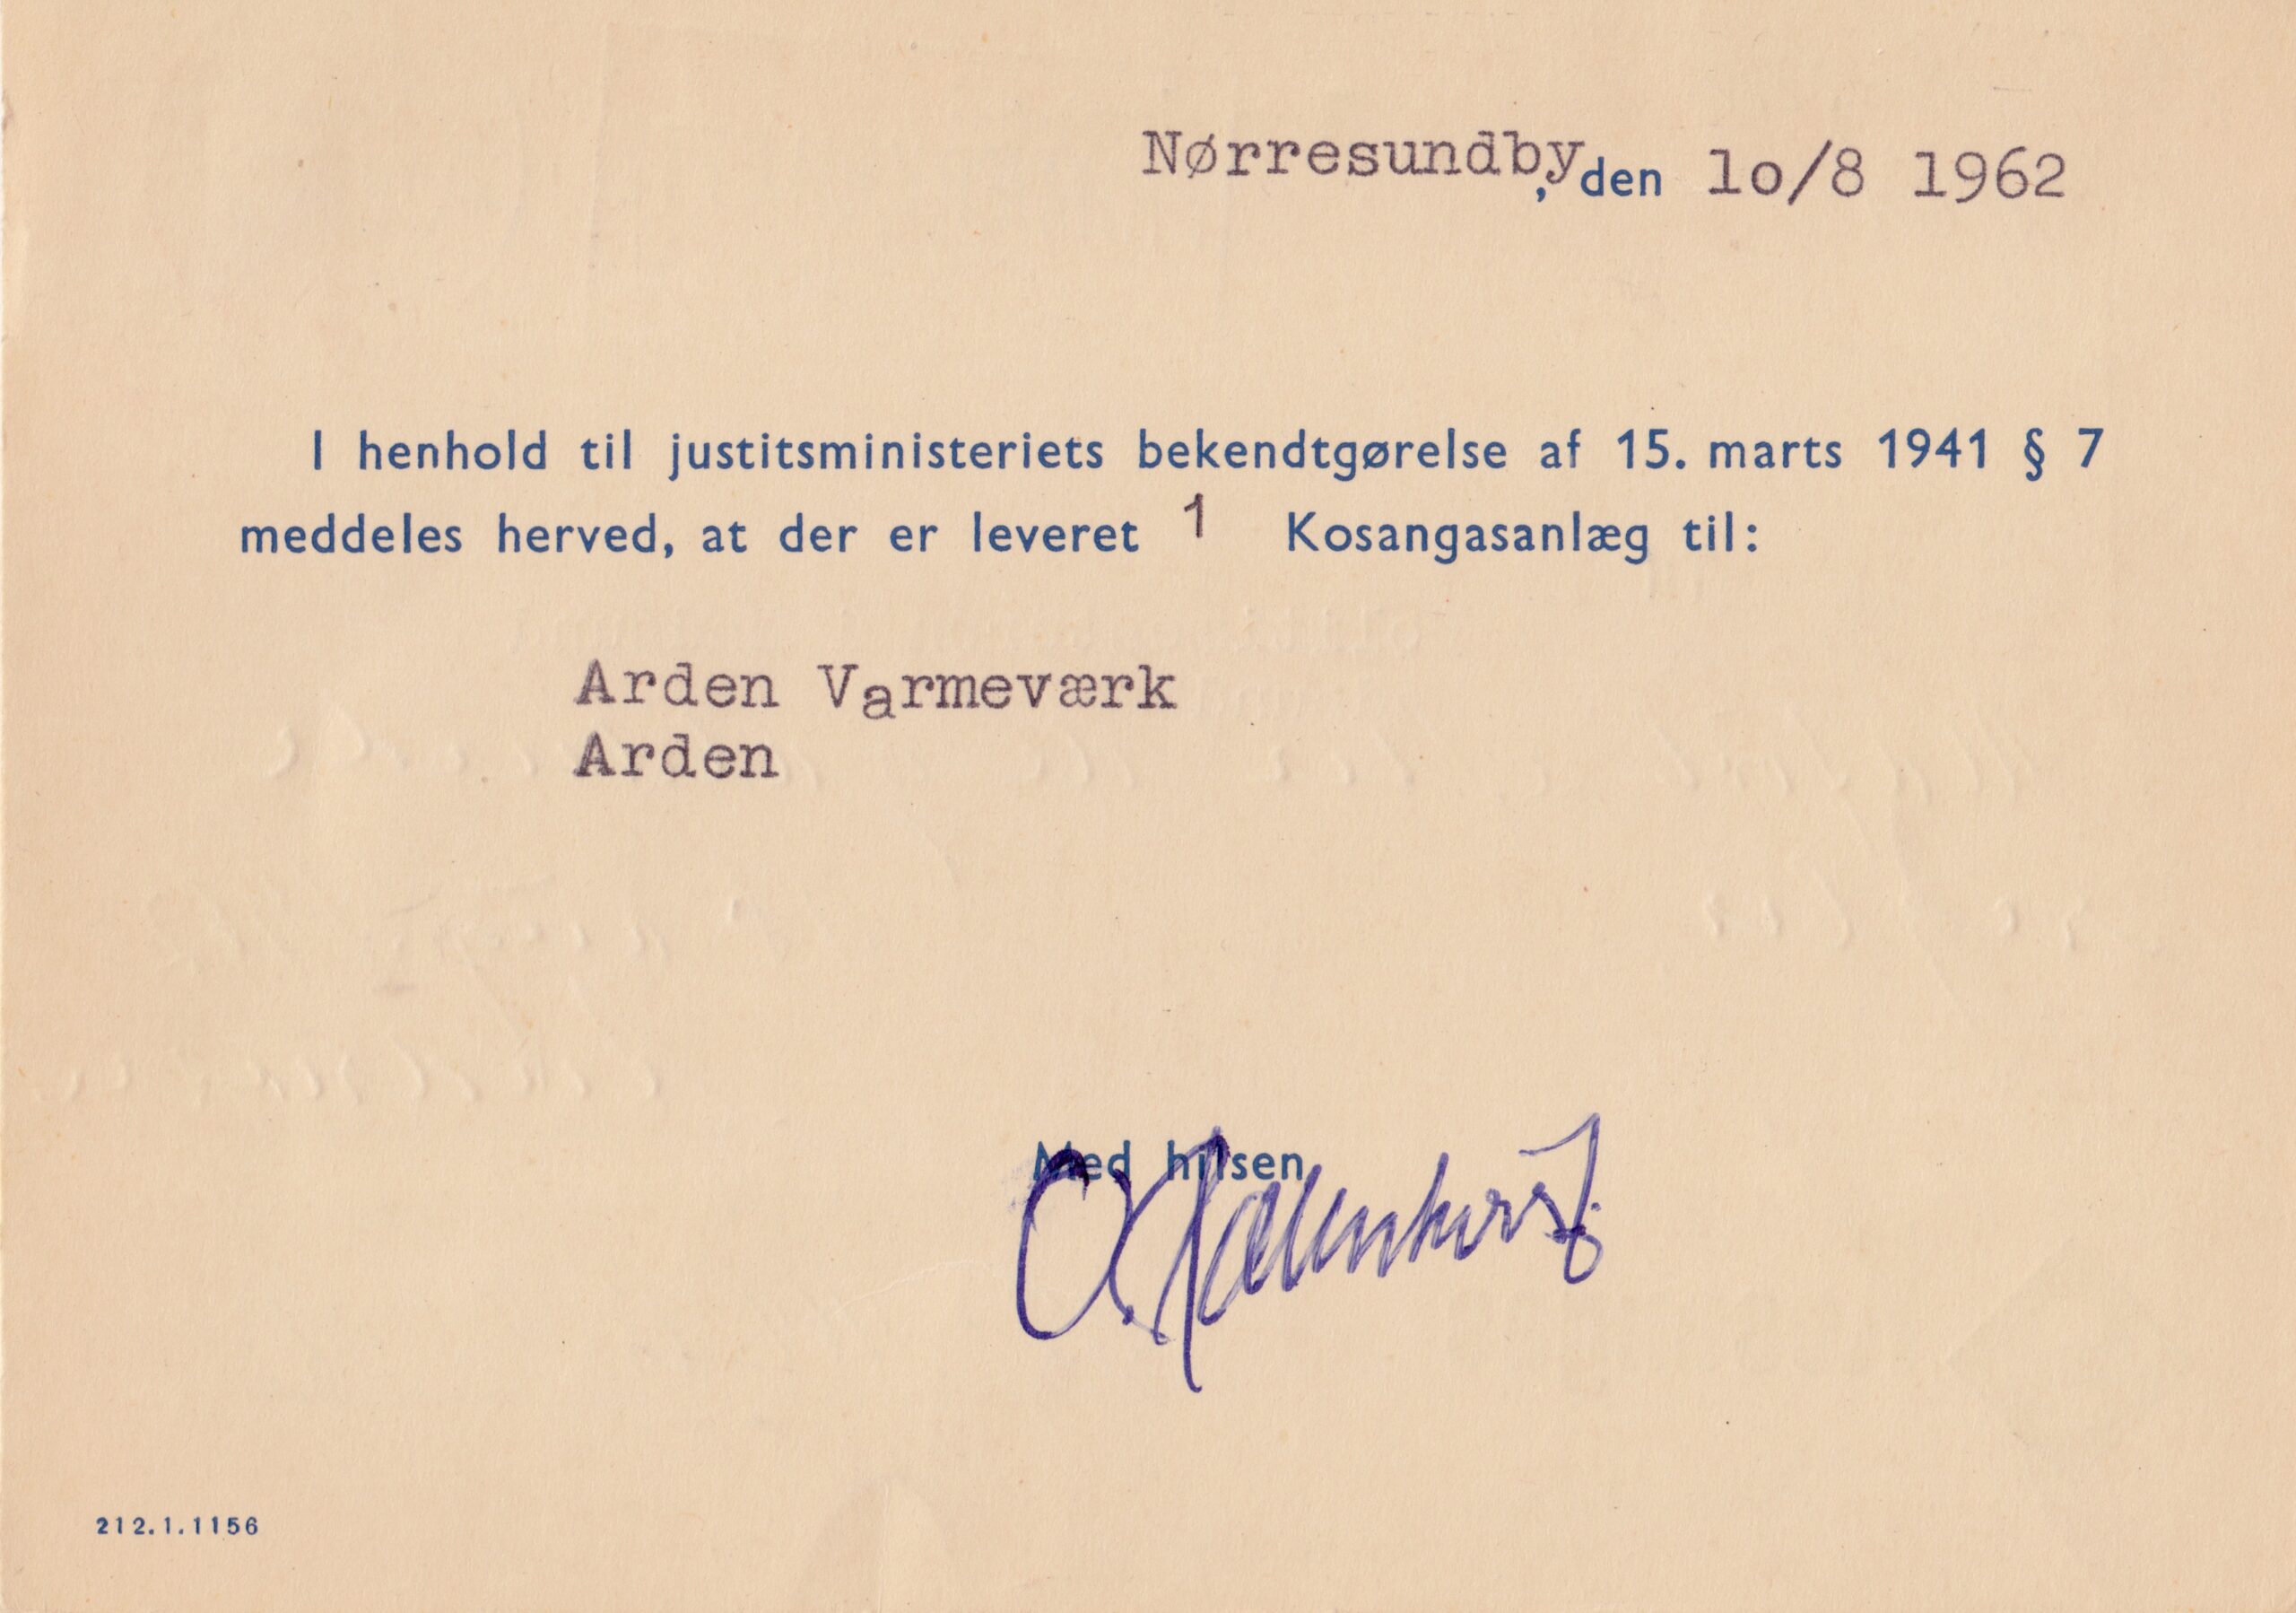 Nørresundby, den lo/8 1962
I henhold til justitsministeriets bekendtgørelse af 15. marts 1941 § 7
meddeles herved, at der er leveret 1 Kosangasanlæg til:
Arden Varmeværk
Arden
Med hilsen
212.1.1156